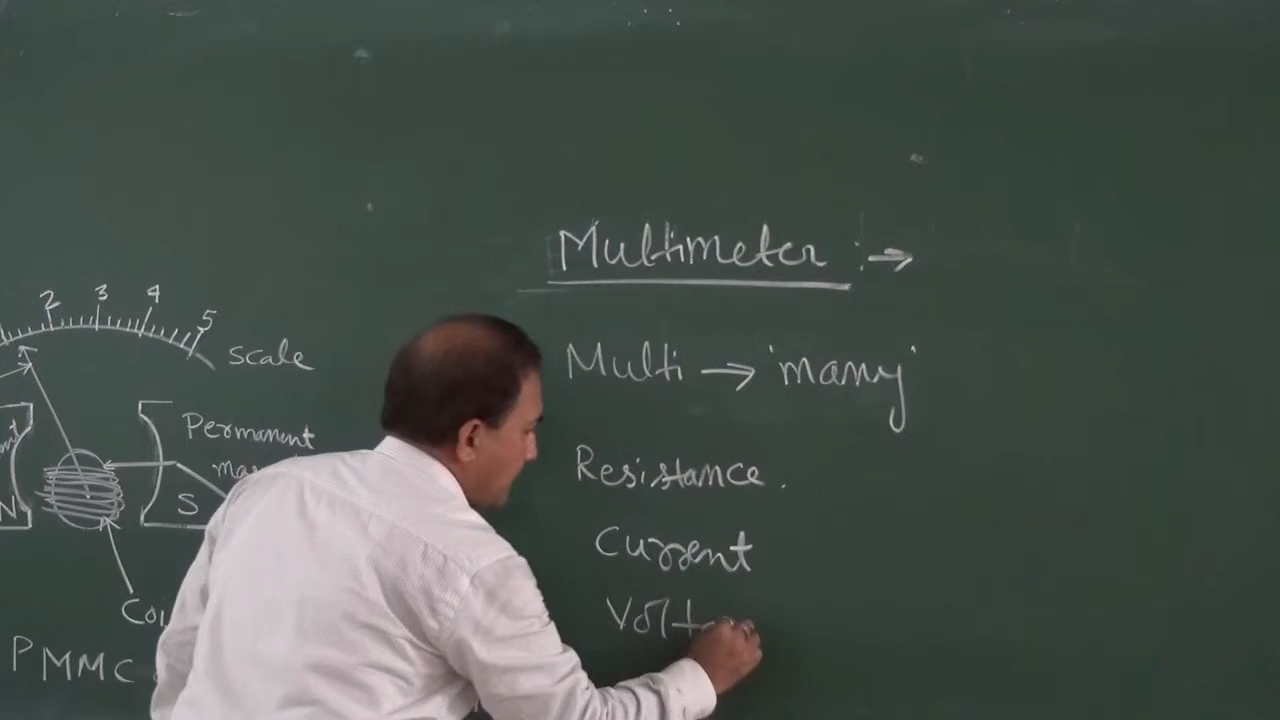 Multimeter : →
Multi → 'many'
Resistance.
Current
Volt
2 3 4 5
scale
Permanent
N
S
PMMC